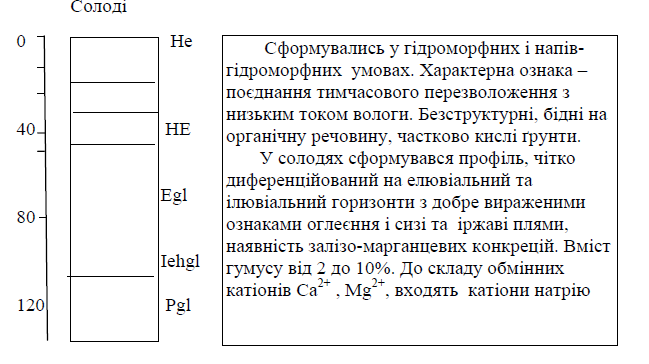 Солоді
0
40
80
120
He
HE
Egl
Iehgl
Pgl
Сформувались у гідроморфних і напів-
гідроморфних умовах. Характерна ознака –
поєднання тимчасового перезволоження з
низьким током вологи. Безструктурні, бідні на
органічну речовину, частково кислі ґрунти.
У солодях сформувався профіль, чітко
диференційований на елювіальний та
ілювіальний горизонти з добре вираженими
ознаками оглеєння і сизі та іржаві плями,
наявність залізо-марганцевих конкрецій. Вміст
гумусу від 2 до 10%. До складу обмінних
катіонів Ca²⁺ , Mg²⁺, входять катіони натрію